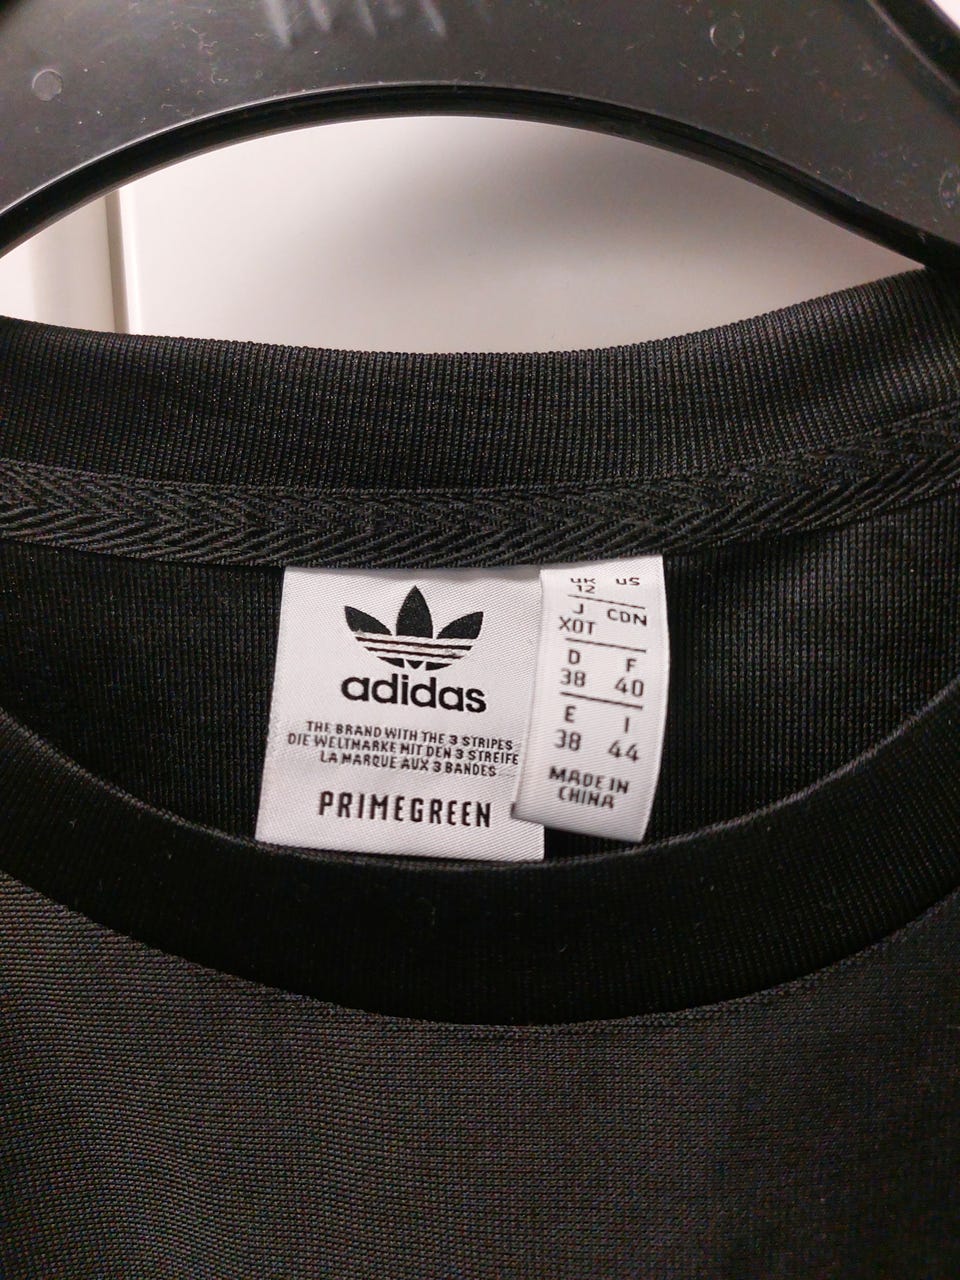 adidas
THE BRAND WITH THE 3 STRIPES
DIE WELTMARKE MIT DEN 3 STREIFE
LA MARQUE AUX 3 BANDES
PRIMEGREEN
UK US
12
J CDN
XOT
D F
38 40
E I
38 44
MADE IN
CHINA